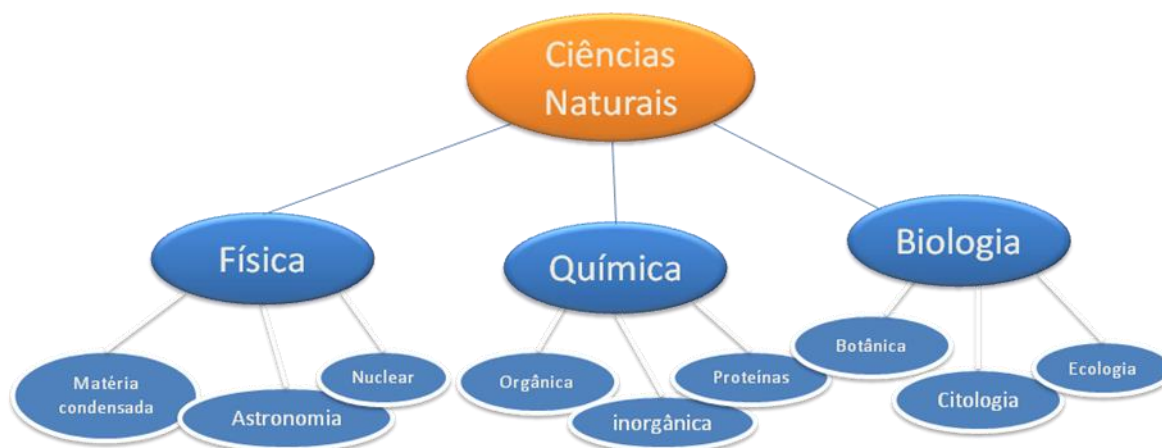 Ciências
Naturais
Física
Química
Biologia
Matéria
condensada
Astronomia
Nuclear
Orgânica
inorgânica
Proteínas
Botânica
Citologia
Ecologia